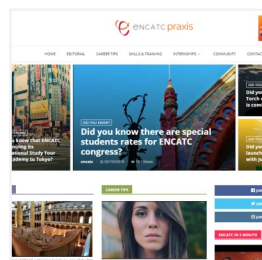 encatc praxis
HOME EDITORIAL CAREER TIPS SKILLS & TRAINING INTERNSHIPS COMMUNITY CONTAC
DID YOU KNOW?
Did you know there are special
students rates for ENCATC
congress?
encatc
u know that ENCATC
national Study Tour
ademy to Tokyo?
Did you
Torch
is cons
Did you
launch
with
CAREER TIPS
ENCATC IN 1 MINUTE